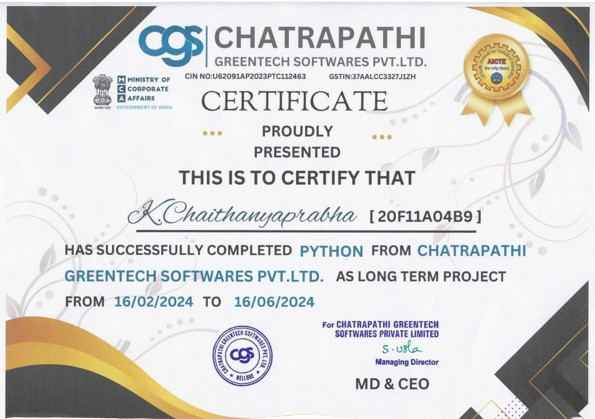 cgs CHATRAPATHI
GREENTECH SOFTWARES PVT.LTD.
CIN NO:U62091AP2023PTC112463 GSTIN:37AALCC3327J1ZH
MCA MINISTRY OF
CORPORATE
AFFAIRS
GOVERNMENT OF INDIA
AICTE
CERTIFICATE
PROUDLY
PRESENTED
THIS IS TO CERTIFY THAT
K.Chaithanyaprabha [ 20F11A04B9 ]
HAS SUCCESSFULLY COMPLETED PYTHON FROM CHATRAPATHI
GREENTECH SOFTWARES PVT.LTD. AS LONG TERM PROJECT
FROM 16/02/2024 TO 16/06/2024
CHATRAPATHI GREENTECH SOFTWARES PVT. LTD.
cgs
NELLORE
For CHATRAPATHI GREENTECH
SOFTWARES PRIVATE LIMITED
S. Usla
Managing Director
MD & CEO